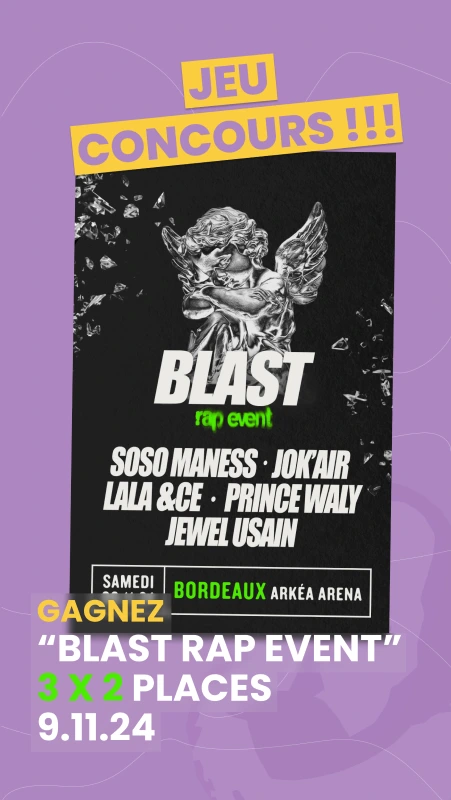 JEU
CONCOURS !!!
BLAST
rap event
SOSO MANESS · JOK'AIR
LALA &CE · PRINCE WALY
JEWEL USAIN
SAMEDI
BORDEAUX ARKÉA ARENA
GAGNEZ
“BLAST RAP EVENT”
3 X 2 PLACES
9.11.24